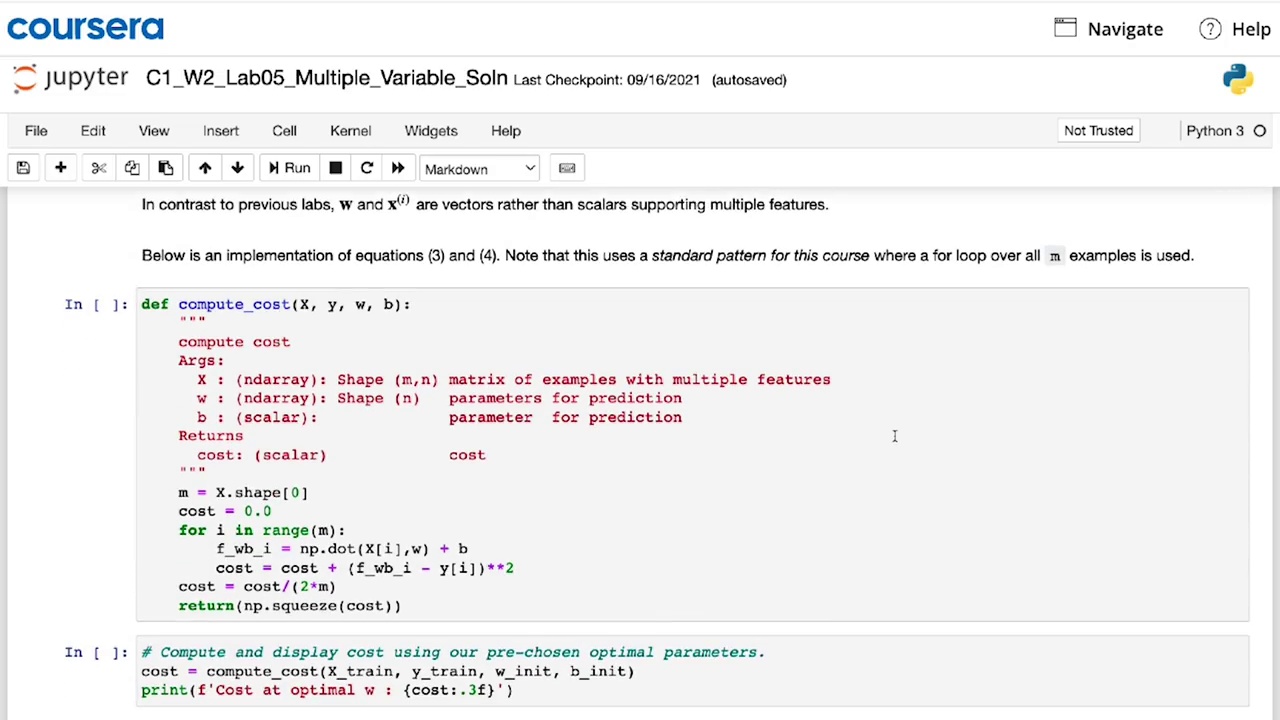 coursera
Navigate
Help
jupyter C1_W2_Lab05_Multiple_Variable_Soln Last Checkpoint: 09/16/2021 (autosaved)
File Edit View Insert Cell Kernel Widgets Help
Not Trusted
Python 3
Run
Markdown
In contrast to previous labs, w and x(i) are vectors rather than scalars supporting multiple features.
Below is an implementation of equations (3) and (4). Note that this uses a standard pattern for this course where a for loop over all m examples is used.
In [ ]: def compute_cost(X, y, w, b):
"""
compute cost
Args:
X : (ndarray): Shape (m,n) matrix of examples with multiple features
w : (ndarray): Shape (n) parameters for prediction
b : (scalar): parameter for prediction
Returns
cost: (scalar) cost
"""
m = X.shape[0]
cost = 0.0
for i in range(m):
f_wb_i = np.dot(X[i],w) + b
cost = cost + (f_wb_i - y[i])**2
cost = cost/(2*m)
return(np.squeeze(cost))
In [ ]: # Compute and display cost using our pre-chosen optimal parameters.
cost = compute_cost(X_train, y_train, w_init, b_init)
print(f'Cost at optimal w : {cost:.3f}')